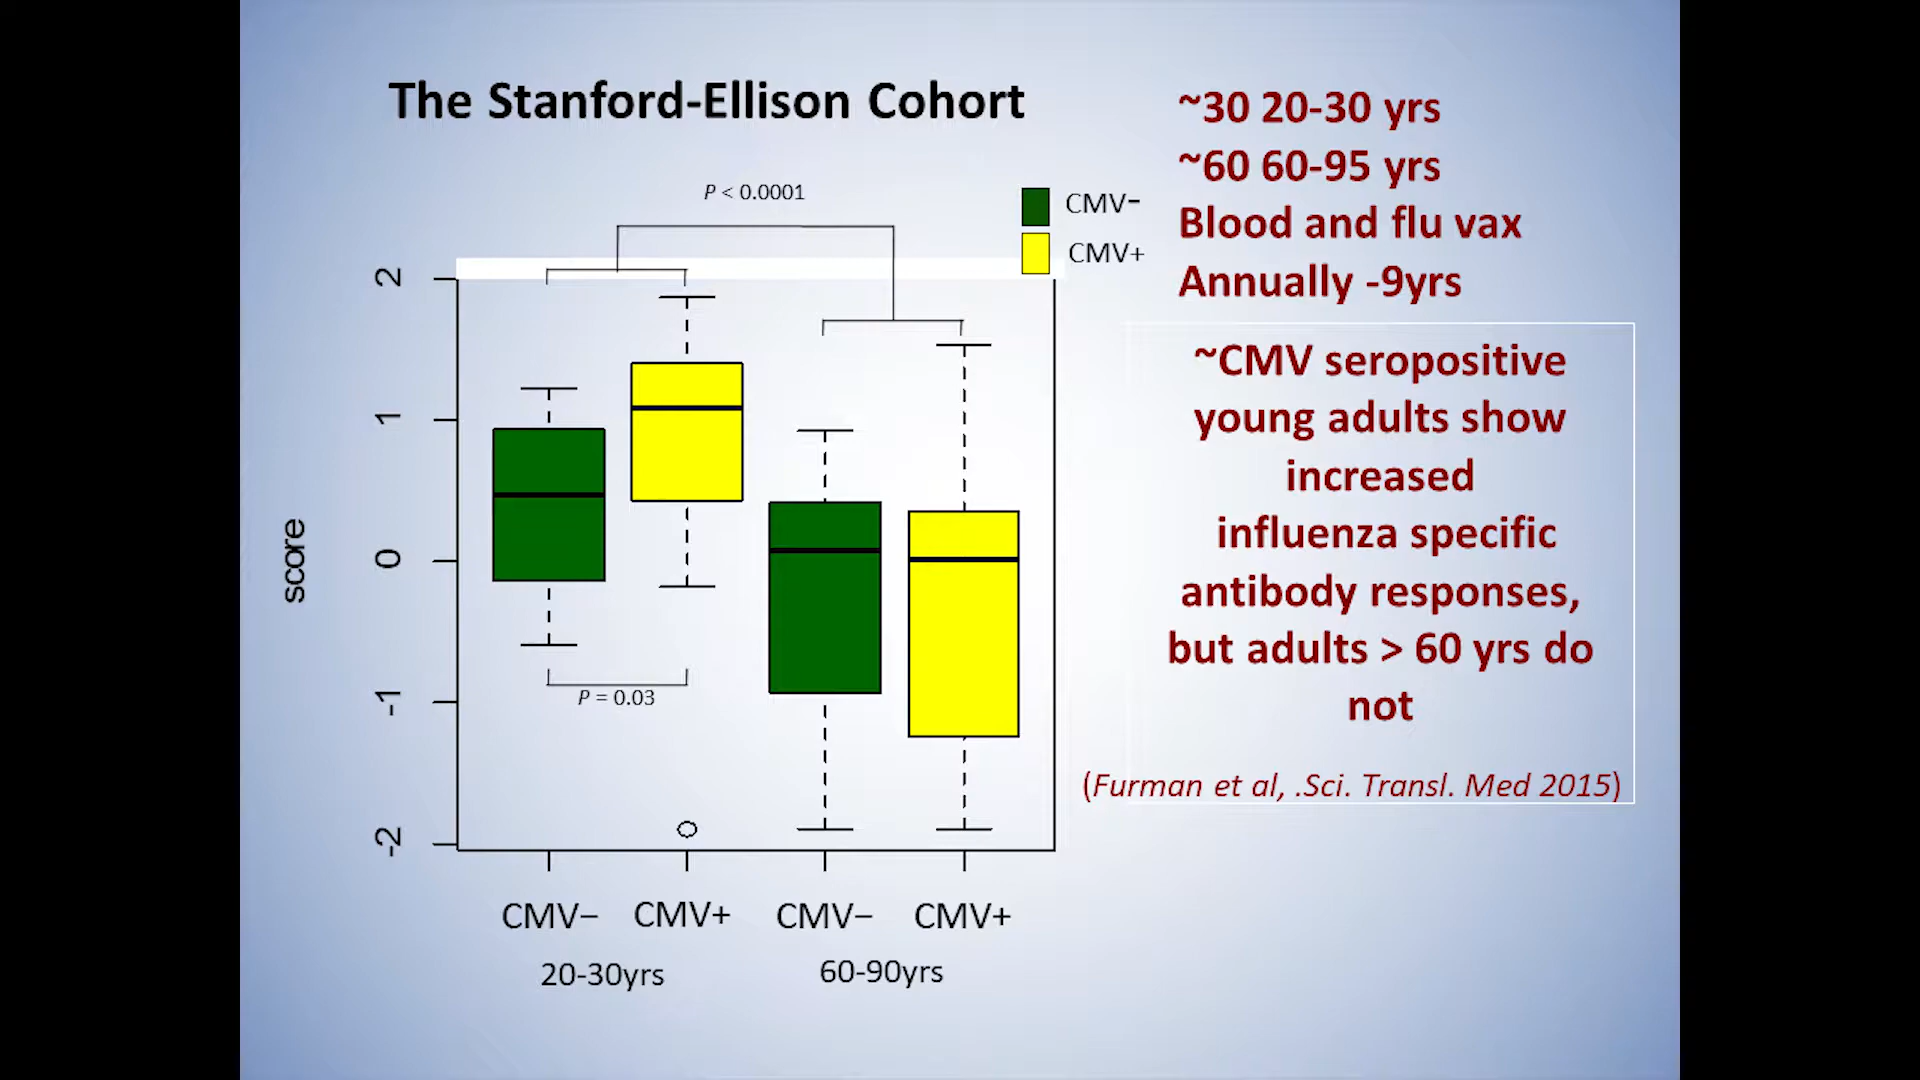 The Stanford-Ellison Cohort
~30 20-30 yrs
~60 60-95 yrs
Blood and flu vax
Annually -9yrs
P < 0.0001
CMV−
CMV+
2
1
0
-1
-2
score
P = 0.03
CMV− CMV+ CMV− CMV+
20-30yrs 60-90yrs
~CMV seropositive
young adults show
increased
influenza specific
antibody responses,
but adults > 60 yrs do
not
(Furman et al, .Sci. Transl. Med 2015)